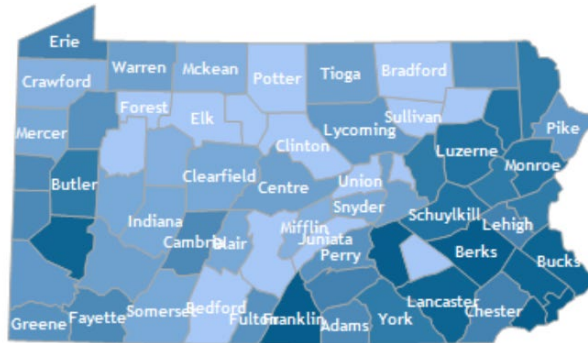 Erie
Warren
Mckean
Potter
Tioga
Bradford
Crawford
Forest
Elk
Sullivan
Mercer
Clinton
Lycoming
Pike
Luzerne
Monroe
Butler
Clearfield
Centre
Union
Snyder
Schuylkill
Indiana
Mifflin
Lehigh
Cambria
Blair
Juniata
Perry
Berks
Bucks
Greene
Fayette
Somerset
Bedford
Fulton
Franklin
Adams
York
Lancaster
Chester